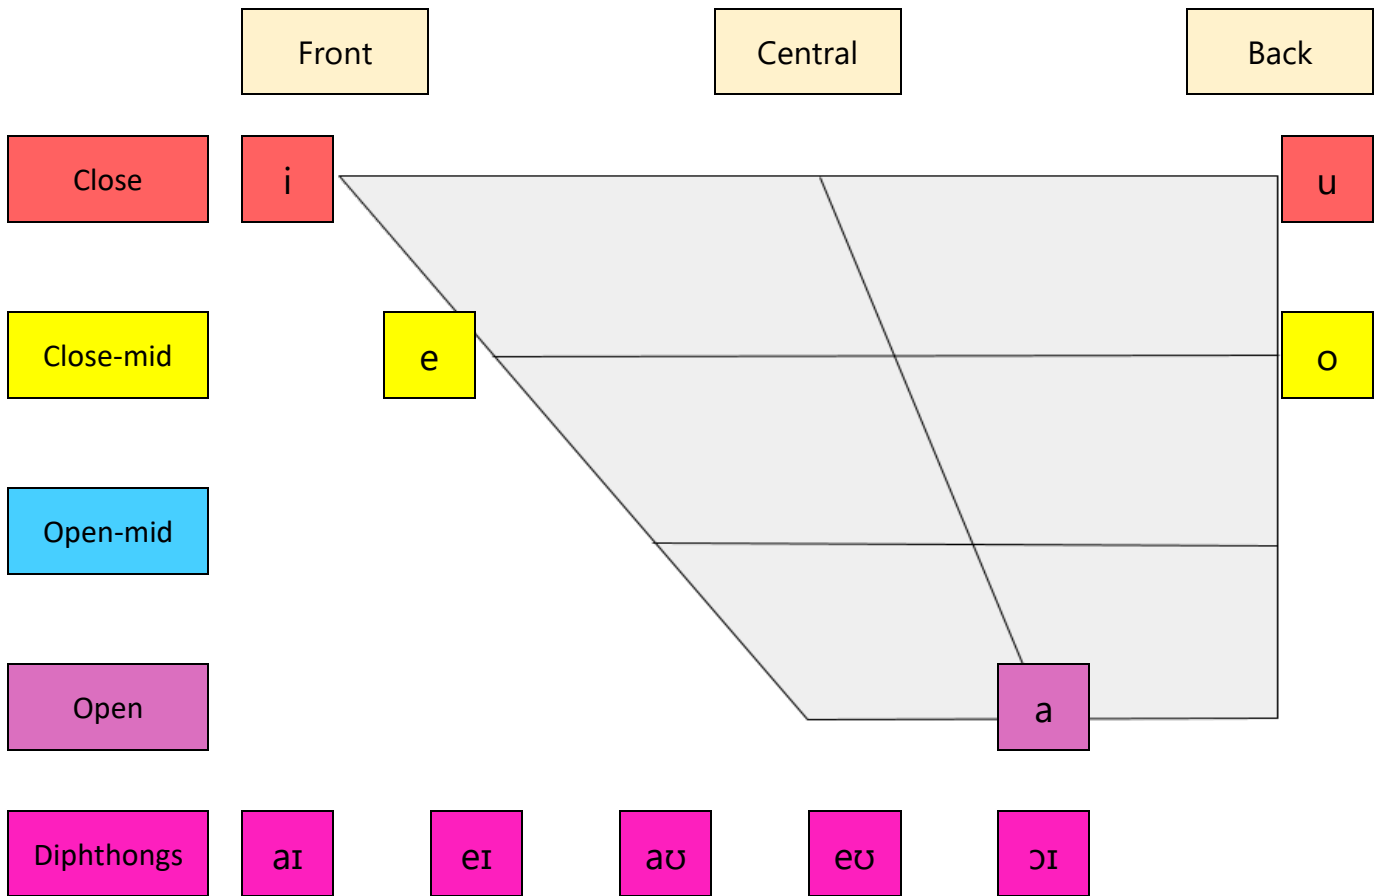 Front Central Back
Close i u
Close-mid e o
Open-mid
Open a
Diphthongs aɪ eɪ aʊ eʊ ɔɪ